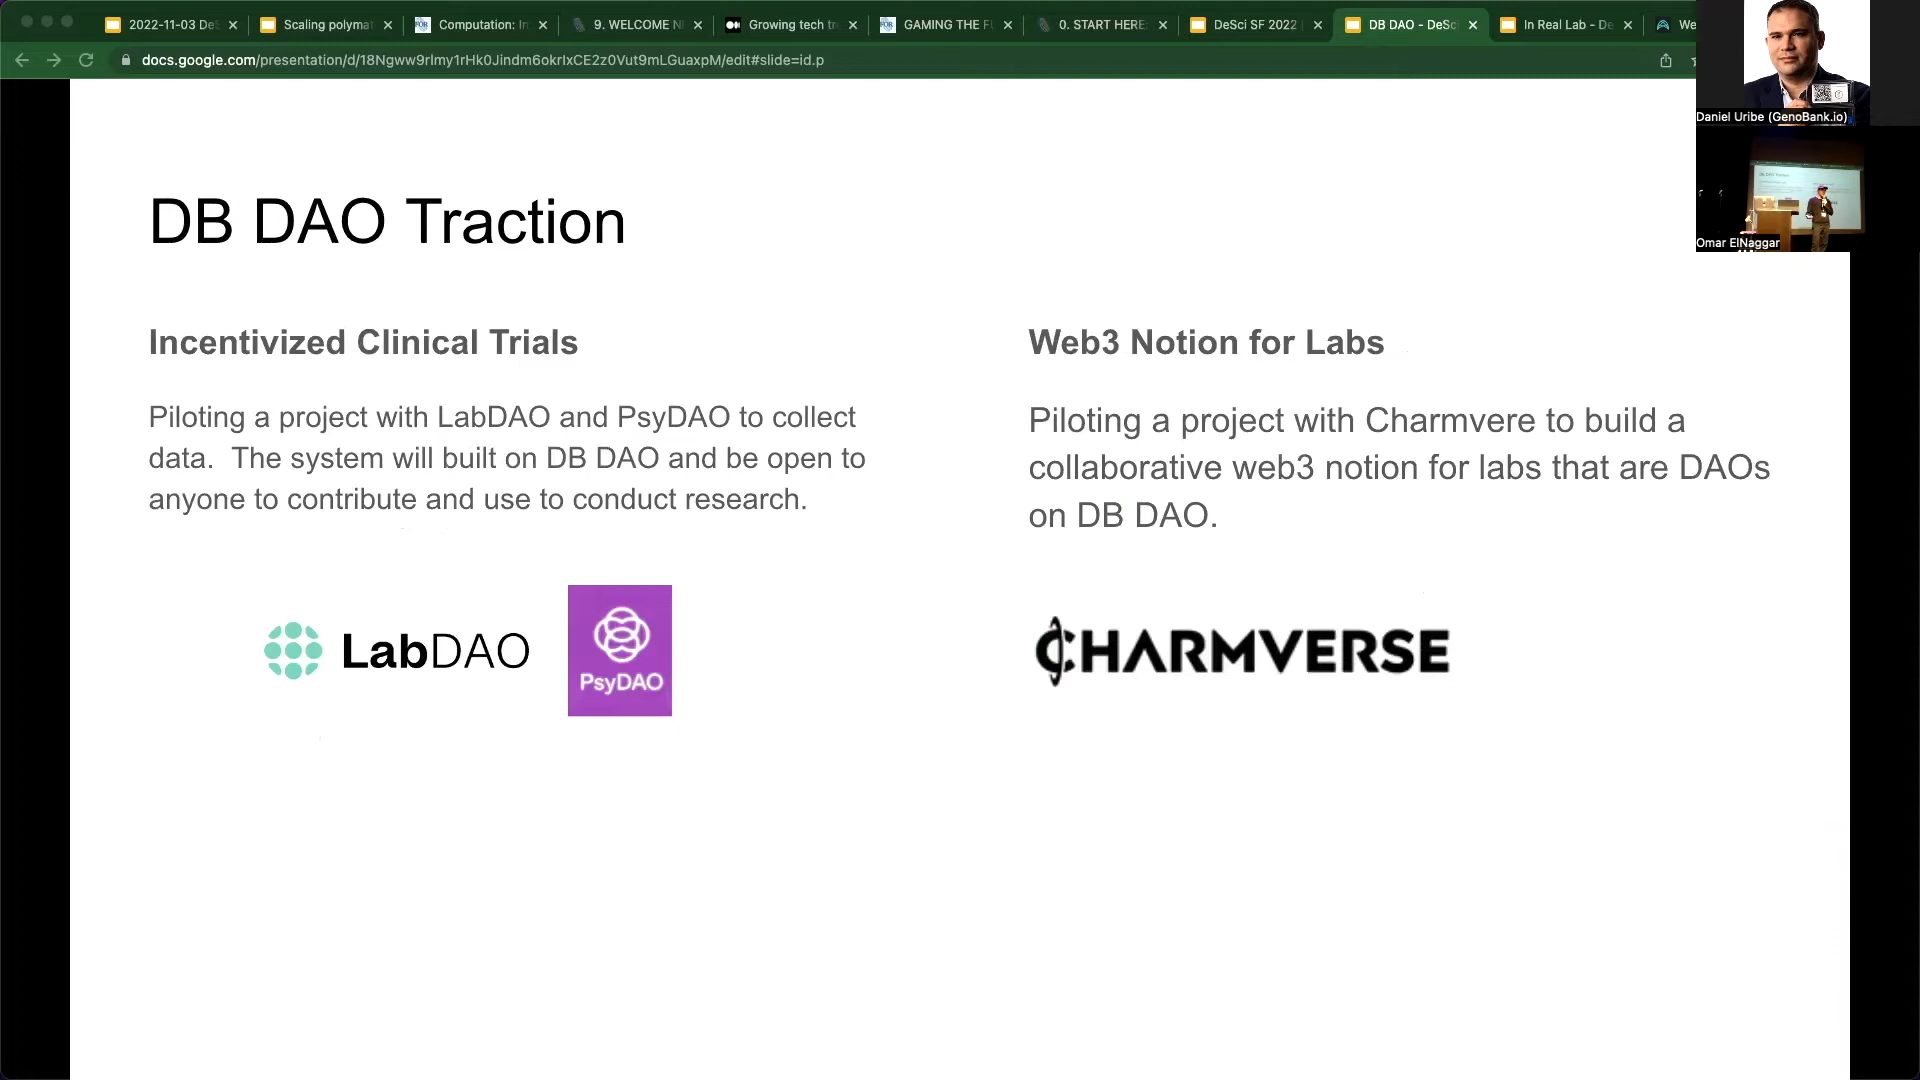 2022-11-03 De
Scaling polymat
Computation: In
9. WELCOME N
Growing tech tr
GAMING THE F
0. START HERE:
DeSci SF 2022
DB DAO - DeSci
In Real Lab - De
We
docs.google.com/presentation/d/18Ngww9rlmy1rHk0Jindm6okrIxCE2z0Vut9mLGuaxpM/edit#slide=id.p
Daniel Uribe (GenoBank.io)
Omar ElNaggar
DB DAO Traction
Incentivized Clinical Trials
Piloting a project with LabDAO and PsyDAO to collect
data.  The system will built on DB DAO and be open to
anyone to contribute and use to conduct research.
LabDAO
PsyDAO
Web3 Notion for Labs
Piloting a project with Charmvere to build a
collaborative web3 notion for labs that are DAOs
on DB DAO.
CHARMVERSE